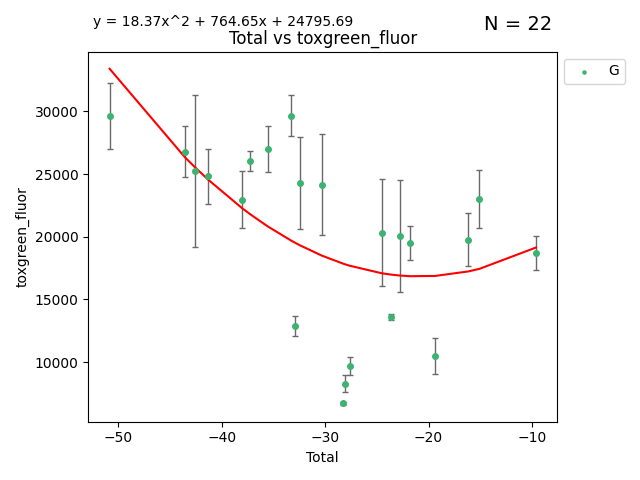 y = 18.37x^2 + 764.65x + 24795.69
N = 22
Total vs toxgreen_fluor
G
30000
25000
20000
15000
10000
toxgreen_fluor
−50
−40
−30
−20
−10
Total